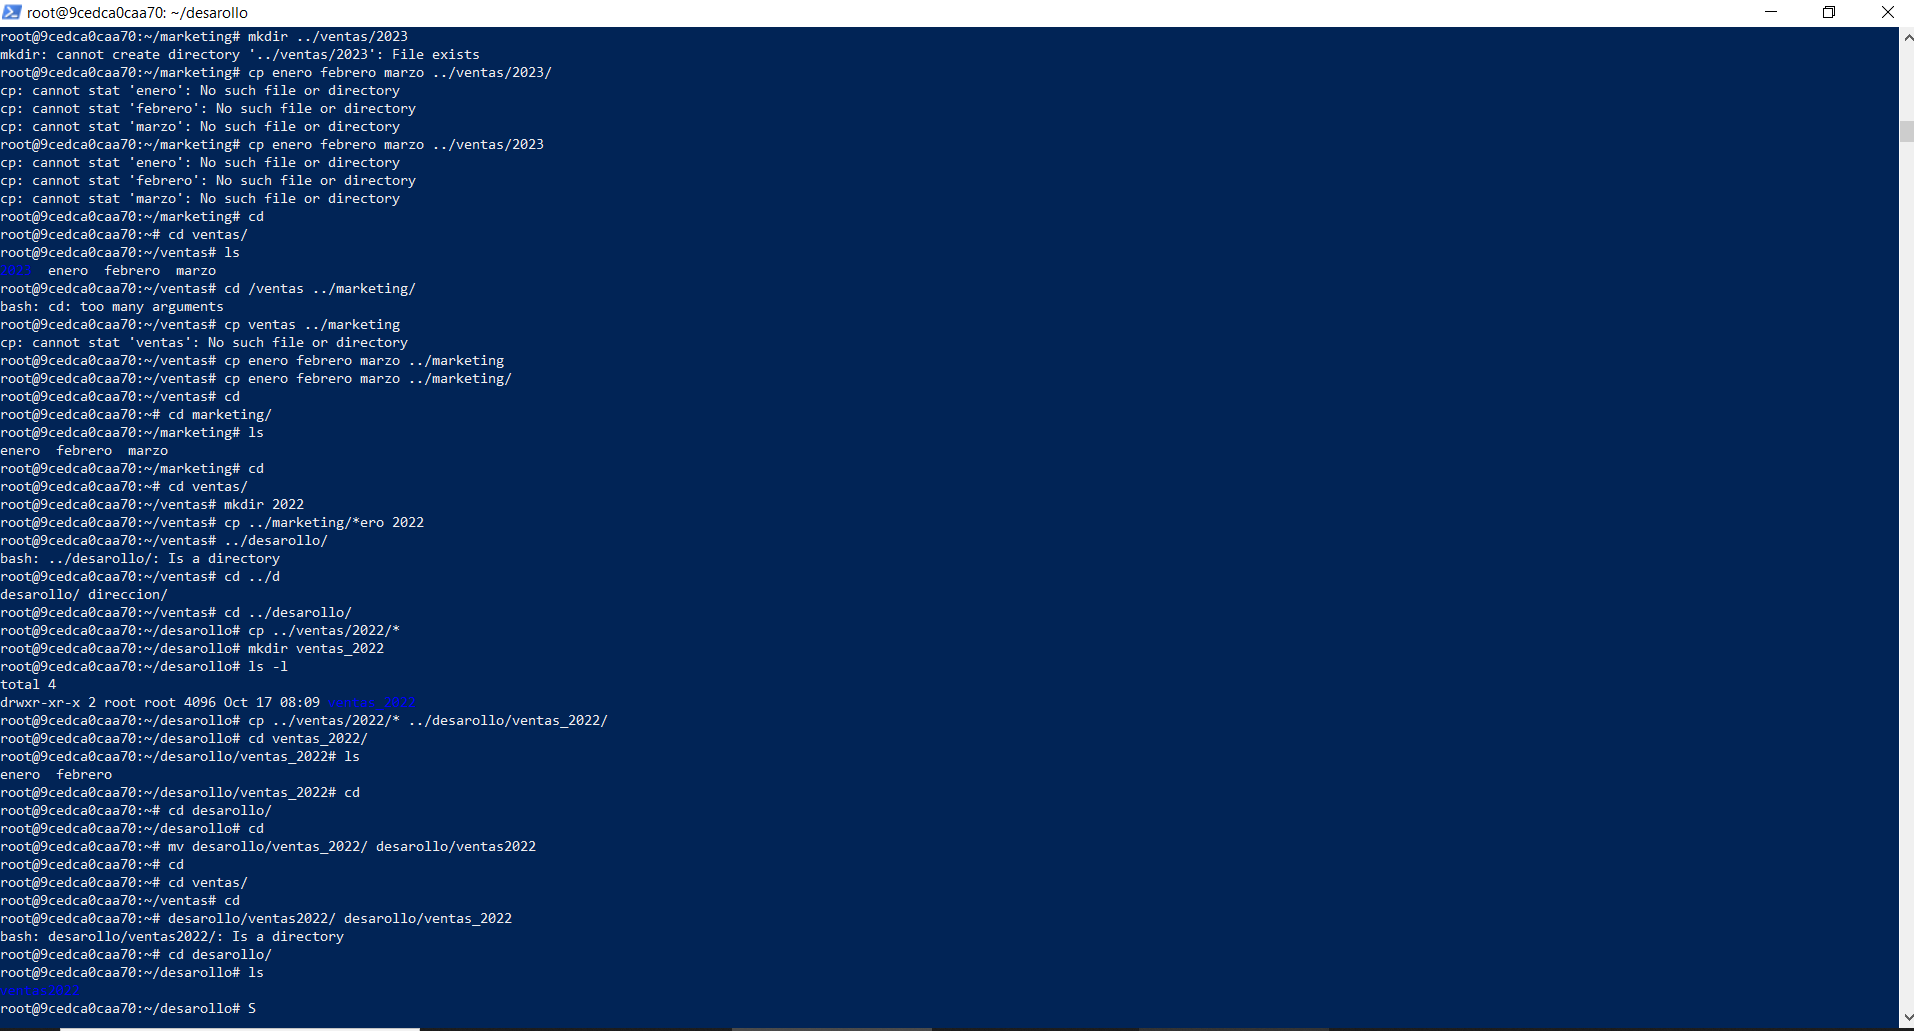 root@9cedca0caa70: ~/desarollo
root@9cedca0caa70:~/marketing# mkdir ../ventas/2023
mkdir: cannot create directory '../ventas/2023': File exists
root@9cedca0caa70:~/marketing# cp enero febrero marzo ../ventas/2023/
cp: cannot stat 'enero': No such file or directory
cp: cannot stat 'febrero': No such file or directory
cp: cannot stat 'marzo': No such file or directory
root@9cedca0caa70:~/marketing# cp enero febrero marzo ../ventas/2023
cp: cannot stat 'enero': No such file or directory
cp: cannot stat 'febrero': No such file or directory
cp: cannot stat 'marzo': No such file or directory
root@9cedca0caa70:~/marketing# cd
root@9cedca0caa70:~# cd ventas/
root@9cedca0caa70:~/ventas# ls
2023  enero  febrero  marzo
root@9cedca0caa70:~/ventas# cd /ventas ../marketing/
bash: cd: too many arguments
root@9cedca0caa70:~/ventas# cp ventas ../marketing
cp: cannot stat 'ventas': No such file or directory
root@9cedca0caa70:~/ventas# cp enero febrero marzo ../marketing
root@9cedca0caa70:~/ventas# cp enero febrero marzo ../marketing/
root@9cedca0caa70:~/ventas# cd
root@9cedca0caa70:~# cd marketing/
root@9cedca0caa70:~/marketing# ls
enero  febrero  marzo
root@9cedca0caa70:~/marketing# cd
root@9cedca0caa70:~# cd ventas/
root@9cedca0caa70:~/ventas# mkdir 2022
root@9cedca0caa70:~/ventas# cp ../marketing/*ero 2022
root@9cedca0caa70:~/ventas# ../desarollo/
bash: ../desarollo/: Is a directory
root@9cedca0caa70:~/ventas# cd ../d
desarollo/ direccion/
root@9cedca0caa70:~/ventas# cd ../desarollo/
root@9cedca0caa70:~/desarollo# cp ../ventas/2022/*
root@9cedca0caa70:~/desarollo# mkdir ventas_2022
root@9cedca0caa70:~/desarollo# ls -l
total 4
drwxr-xr-x 2 root root 4096 Oct 17 08:09 ventas_2022
root@9cedca0caa70:~/desarollo# cp ../ventas/2022/* ../desarollo/ventas_2022/
root@9cedca0caa70:~/desarollo# cd ventas_2022/
root@9cedca0caa70:~/desarollo/ventas_2022# ls
enero  febrero
root@9cedca0caa70:~/desarollo/ventas_2022# cd
root@9cedca0caa70:~# cd desarollo/
root@9cedca0caa70:~/desarollo# cd
root@9cedca0caa70:~# mv desarollo/ventas_2022/ desarollo/ventas2022
root@9cedca0caa70:~# cd
root@9cedca0caa70:~# cd ventas/
root@9cedca0caa70:~/ventas# cd
root@9cedca0caa70:~# desarollo/ventas2022/ desarollo/ventas_2022
bash: desarollo/ventas2022/: Is a directory
root@9cedca0caa70:~# cd desarollo/
root@9cedca0caa70:~/desarollo# ls
ventas2022
root@9cedca0caa70:~/desarollo# S